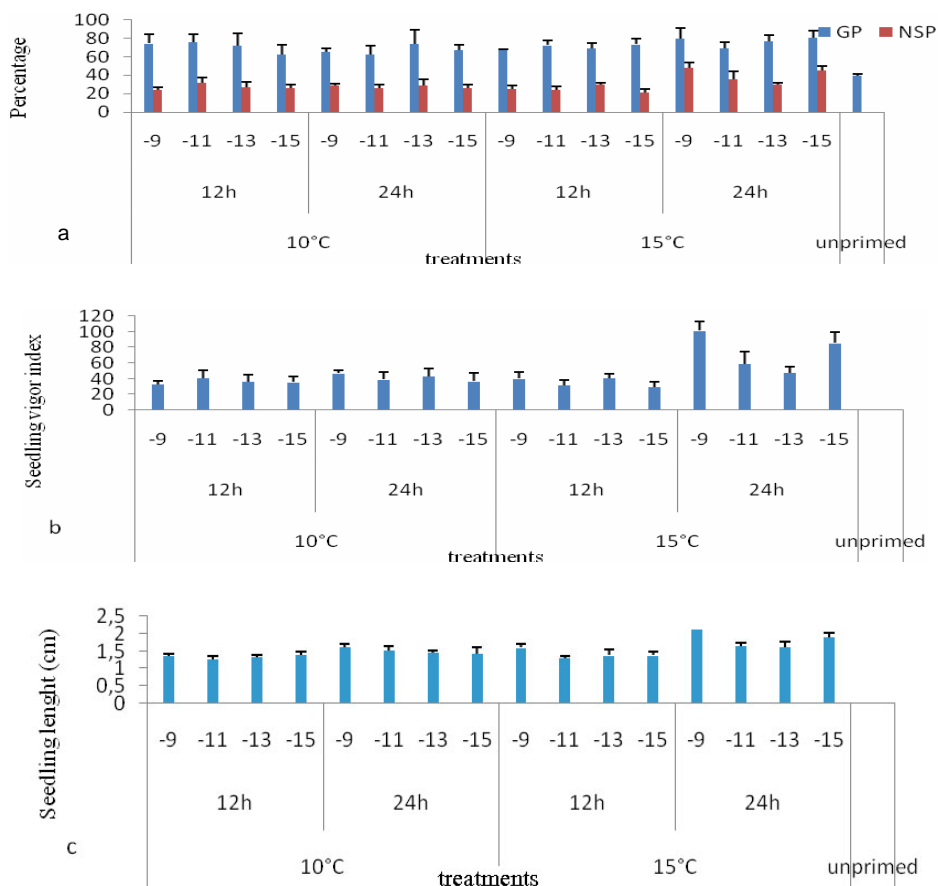 GP NSP
Percentage
100
80
60
40
20
0
-9 -11 -13 -15 -9 -11 -13 -15 -9 -11 -13 -15 -9 -11 -13 -15
12h 24h 12h 24h
10°C 15°C unprimed
treatments
a
Seedling vigor index
120
100
80
60
40
20
0
-9 -11 -13 -15 -9 -11 -13 -15 -9 -11 -13 -15 -9 -11 -13 -15
12h 24h 12h 24h
10°C 15°C unprimed
treatments
b
Seedling lenght (cm)
2,5
2
1,5
1
0,5
0
-9 -11 -13 -15 -9 -11 -13 -15 -9 -11 -13 -15 -9 -11 -13 -15
12h 24h 12h 24h
10°C 15°C unprimed
treatments
c